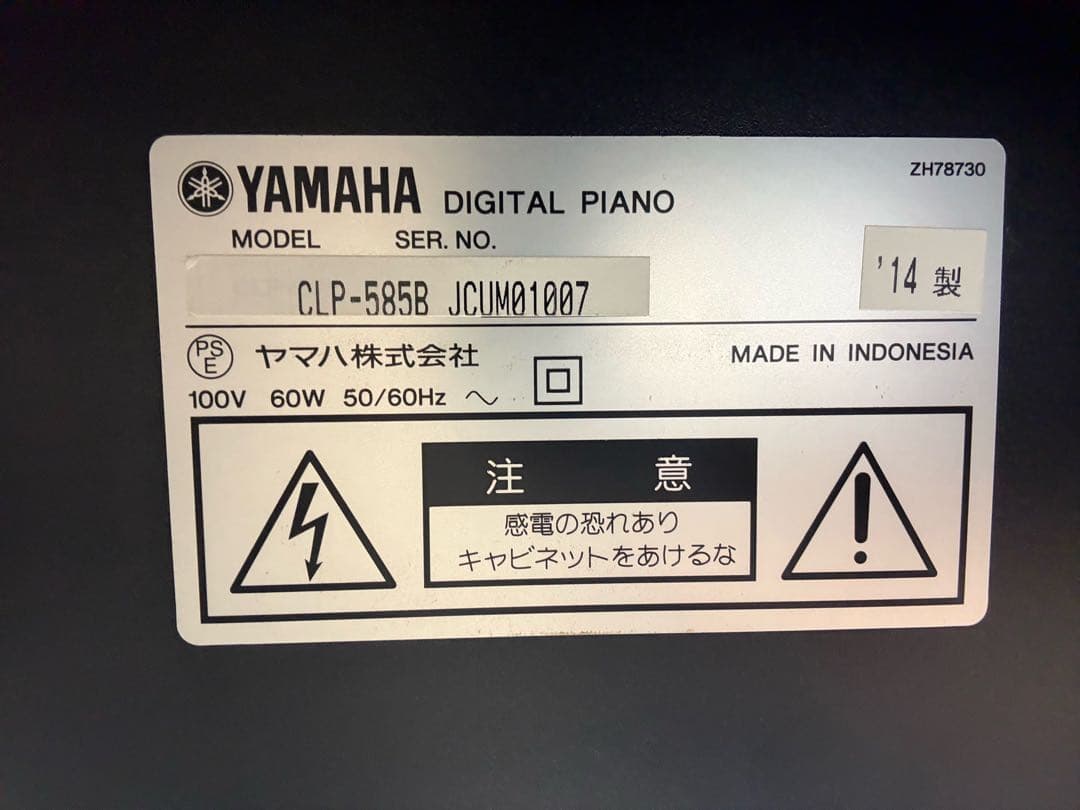 ZH78730
YAMAHA DIGITAL PIANO
MODEL SER. NO.
CLP-585B JCUM01007
'14 製
PSE ヤマハ株式会社
MADE IN INDONESIA
100V 60W 50/60Hz ～
注 意
感電の恐れあり
キャビネットをあけるな